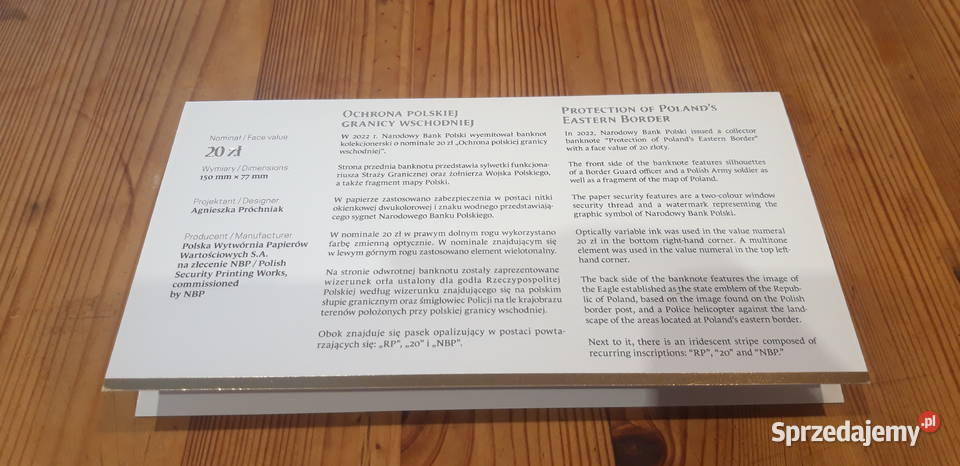 Nominał / Face value
20 zł
Wymiary / Dimensions
150 mm × 77 mm
Projektant / Designer
Agnieszka Próchniak
Producent / Manufacturer
Polska Wytwórnia Papierów
Wartościowych S.A.
na zlecenie NBP / Polish
Security Printing Works,
commissioned
by NBP
Ochrona polskiej
granicy wschodniej
W 2022 r. Narodowy Bank Polski wyemitował banknot
kolekcjonerski o nominale 20 zł „Ochrona polskiej granicy
wschodniej”.
Strona przednia banknotu przedstawia sylwetki funkcjona-
riusza Straży Granicznej oraz żołnierza Wojska Polskiego,
a także fragment mapy Polski.
W papierze zastosowano zabezpieczenia w postaci nitki
okienkowej dwukolorowej i znaku wodnego przedstawiają-
cego sygnet Narodowego Banku Polskiego.
W nominale 20 zł w prawym dolnym rogu wykorzystano
farbę zmienną optycznie. W nominale znajdującym się
w lewym górnym rogu zastosowano element wielotonalny.
Na stronie odwrotnej banknotu zostały zaprezentowane
wizerunek orła ustalony dla godła Rzeczypospolitej
Polskiej według wizerunku znajdującego się na polskim
słupie granicznym oraz śmigłowiec Policji na tle krajobrazu
terenów położonych przy polskiej granicy wschodniej.
Obok znajduje się pasek opalizujący w postaci powta-
rzających się: „RP”, „20” i „NBP”.
Protection of Poland's
Eastern Border
In 2022, Narodowy Bank Polski issued a collector
banknote “Protection of Poland's Eastern Border”
with a face value of 20 złoty.
The front side of the banknote features silhouettes
of a Border Guard officer and a Polish Army soldier as
well as a fragment of the map of Poland.
The paper security features are a two-colour window
security thread and a watermark representing the
graphic symbol of Narodowy Bank Polski.
Optically variable ink was used in the value numeral
20 zł in the bottom right-hand corner. A multitone
element was used in the value numeral in the top left-
hand corner.
The back side of the banknote features the image of
the Eagle established as the state emblem of the Repub-
lic of Poland, based on the image found on the Polish
border post, and a Police helicopter against the land-
scape of the areas located at Poland's eastern border.
Next to it, there is an iridescent stripe composed of
recurring inscriptions: “RP”, “20” and “NBP.”
Sprzedajemy.pl